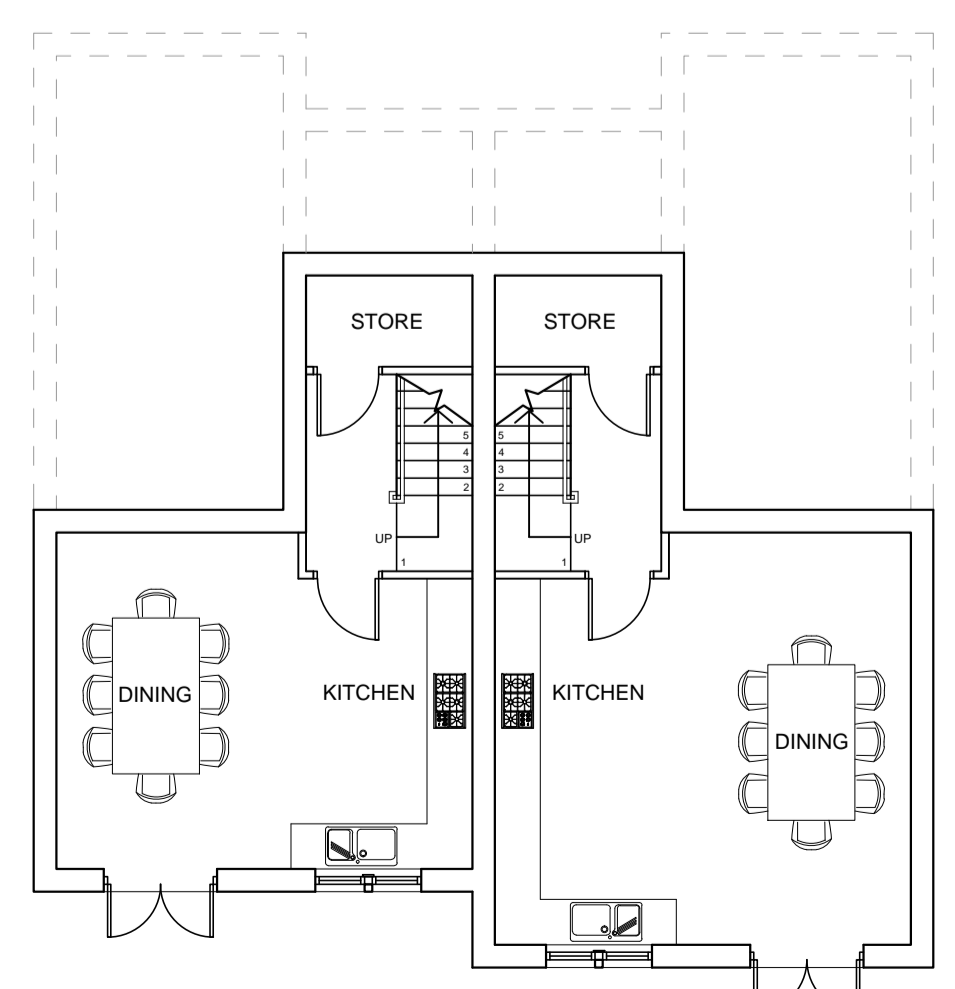 STORE STORE
5 5
4 4
3 3
2 2
UP UP
1 1
KITCHEN KITCHEN
DINING
DINING